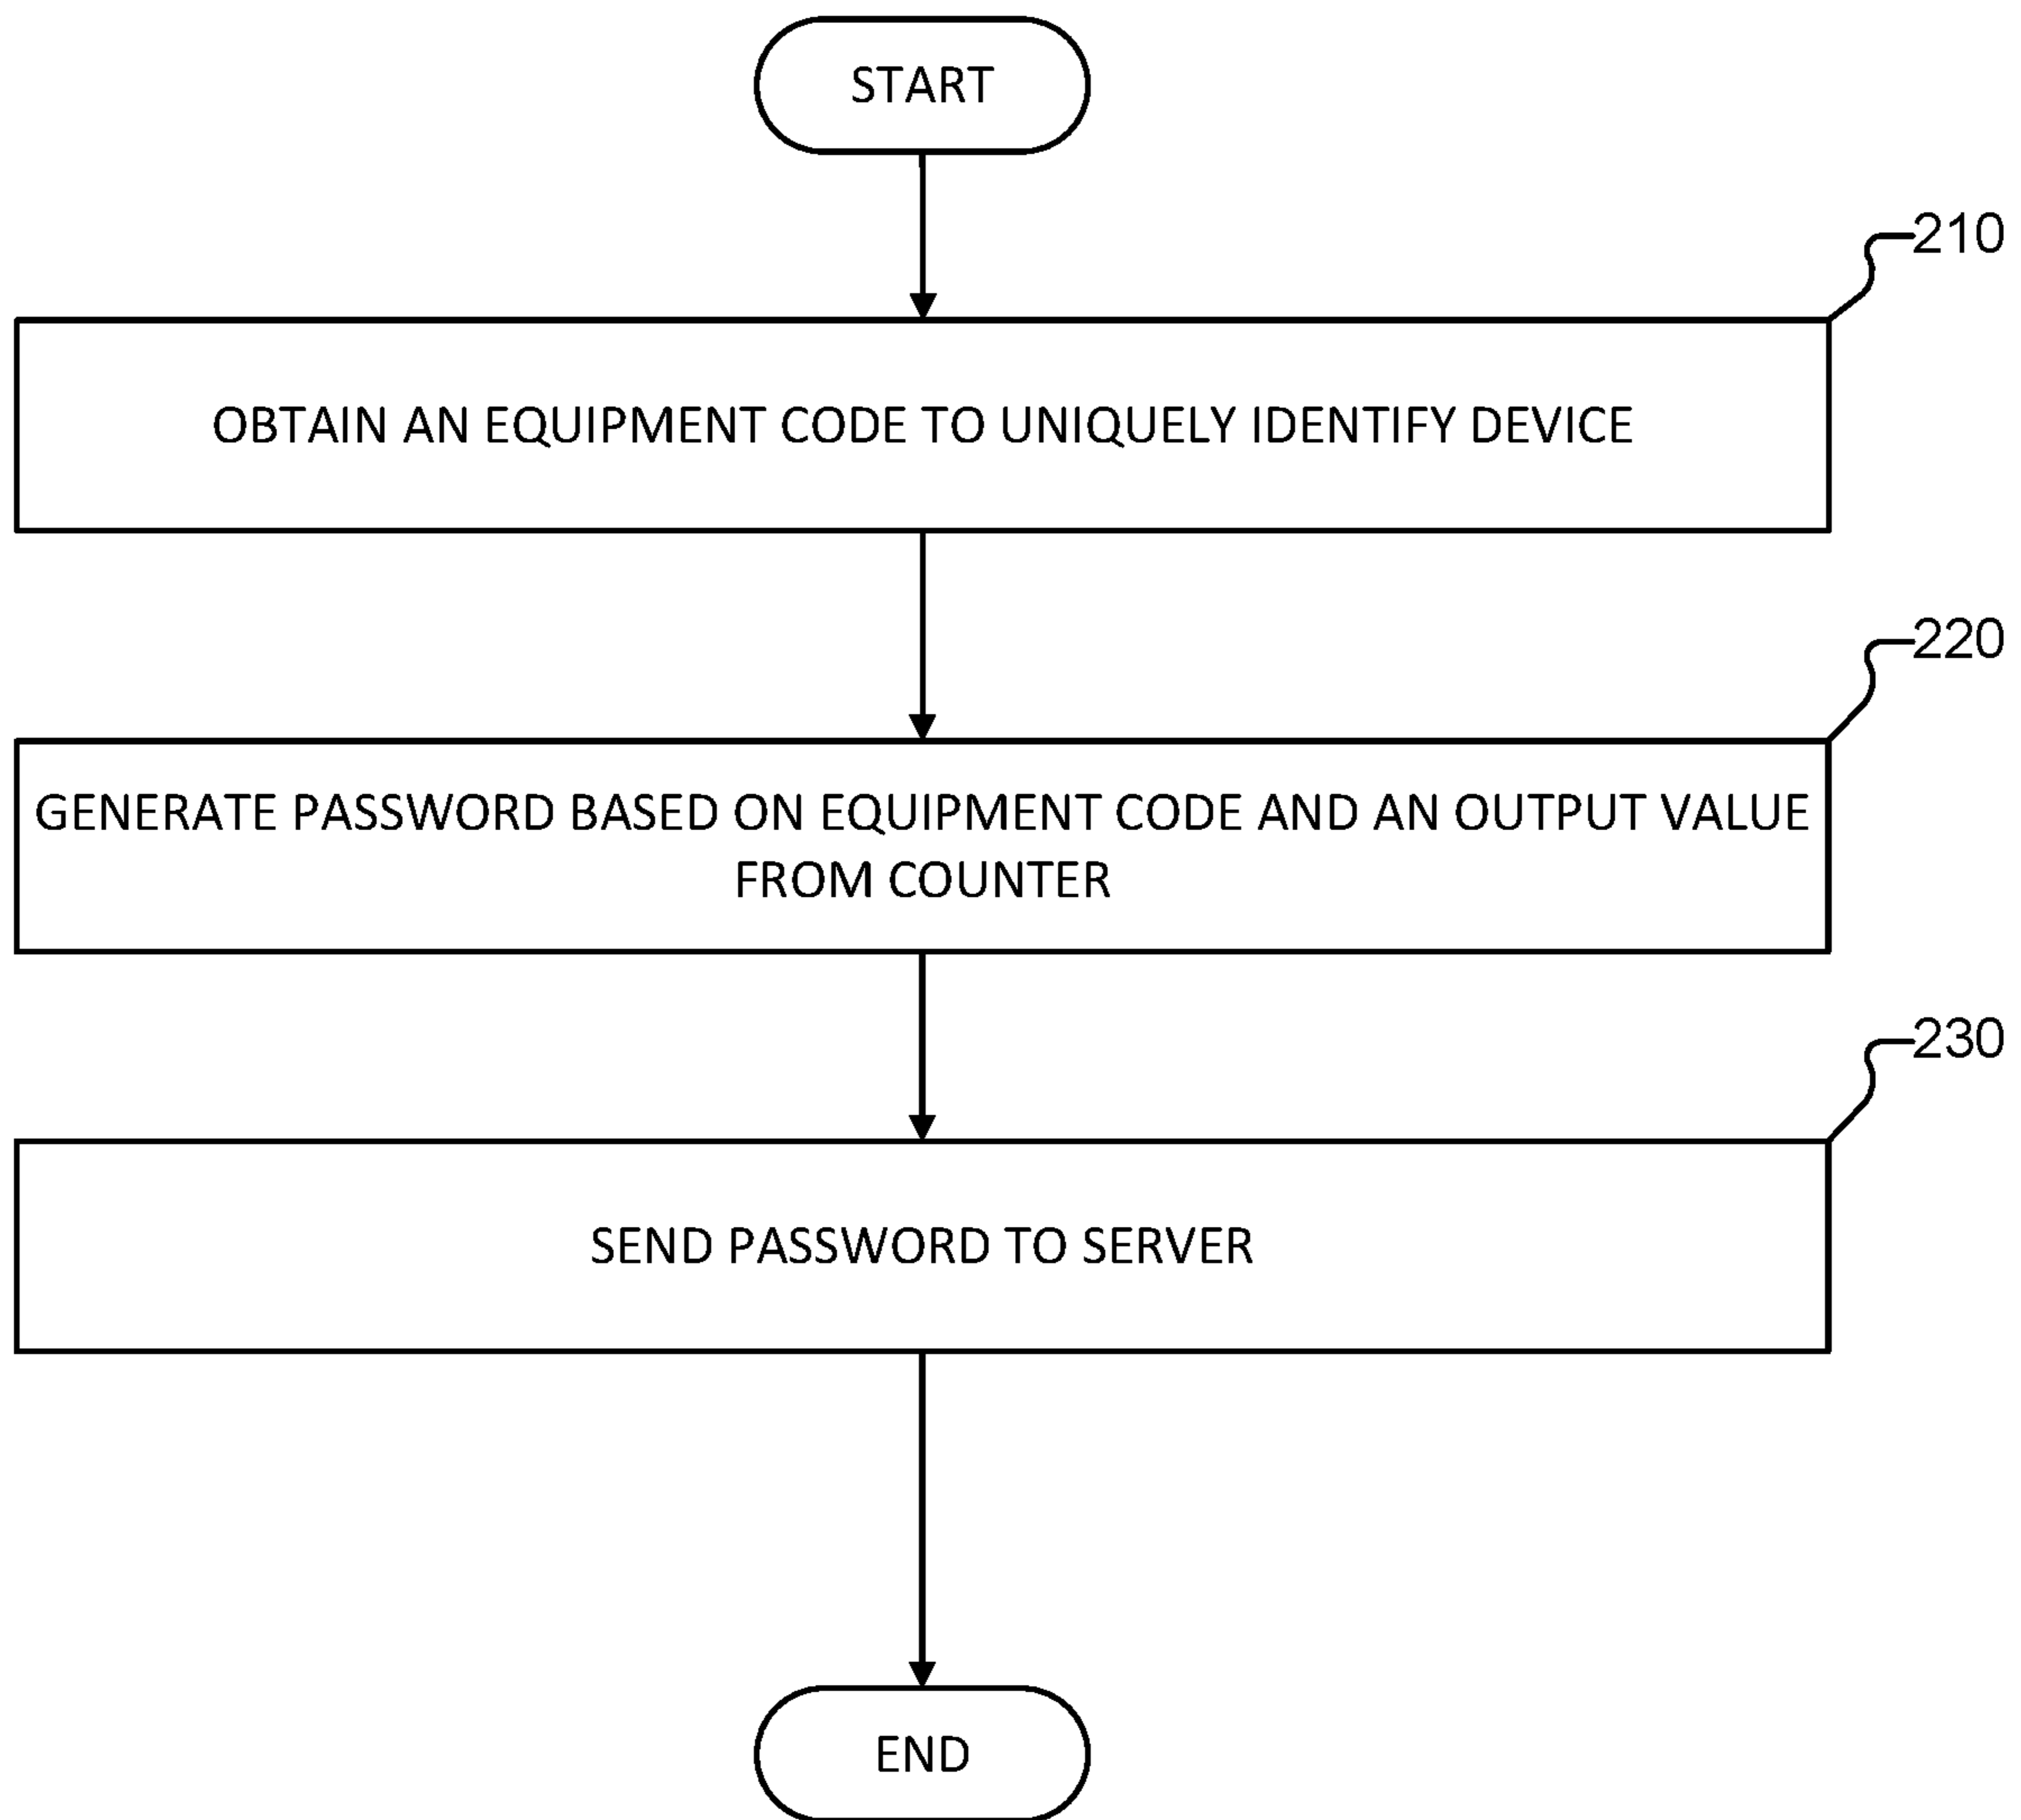 START
210
OBTAIN AN EQUIPMENT CODE TO UNIQUELY IDENTIFY DEVICE
220
GENERATE PASSWORD BASED ON EQUIPMENT CODE AND AN OUTPUT VALUE
FROM COUNTER
230
SEND PASSWORD TO SERVER
END